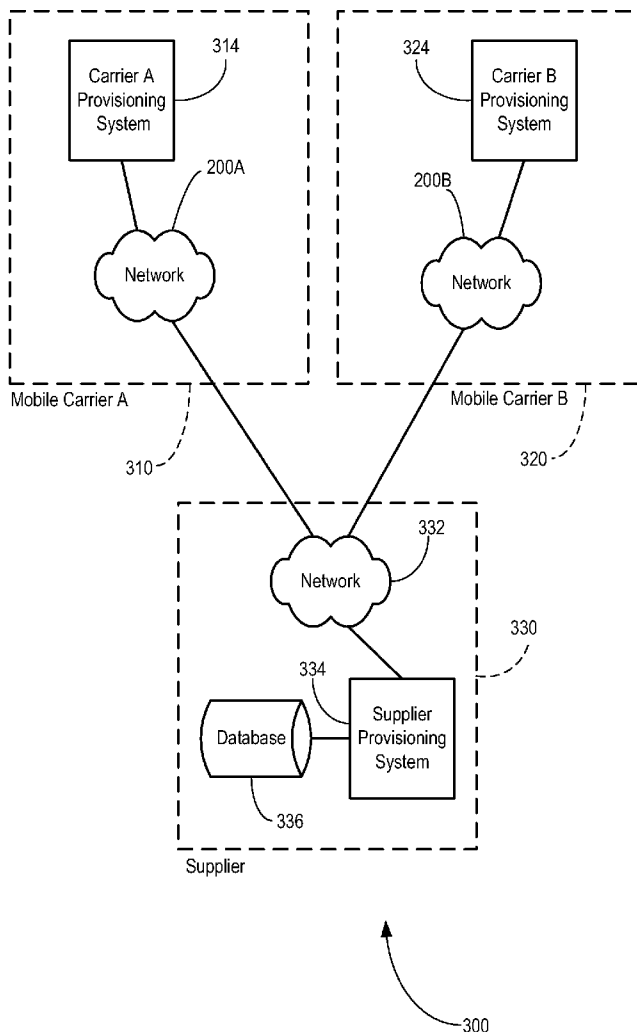 314
Carrier A
Provisioning
System
324
Carrier B
Provisioning
System
200A
Network
200B
Network
Mobile Carrier A
310
Mobile Carrier B
320
332
Network
330
334
Supplier
Provisioning
System
Database
336
Supplier
300